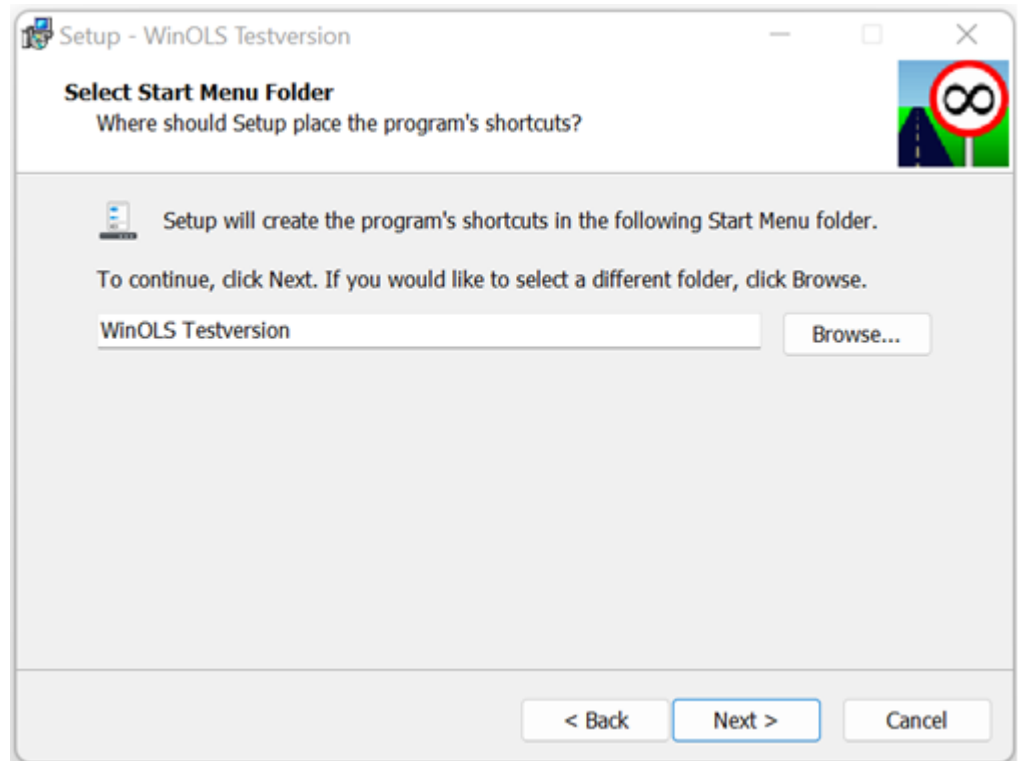 Setup - WinOLS Testversion
Select Start Menu Folder
Where should Setup place the program's shortcuts?
Setup will create the program's shortcuts in the following Start Menu folder.
To continue, click Next. If you would like to select a different folder, click Browse.
WinOLS Testversion
Browse...
< Back
Next >
Cancel